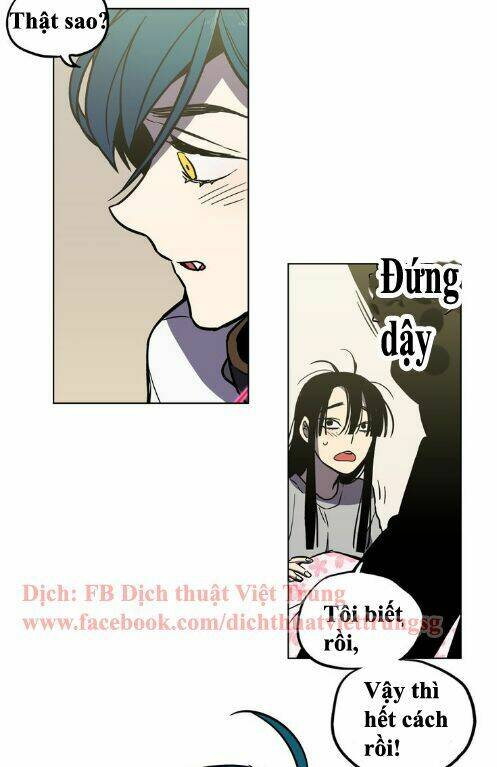 Thật sao?
Đứng
dậy
Dịch: FB Dịch thuật Việt Trung
www.facebook.com/dichthuatviettrungsg
Tôi biết
rồi,
Vậy thì
hết cách
rồi!